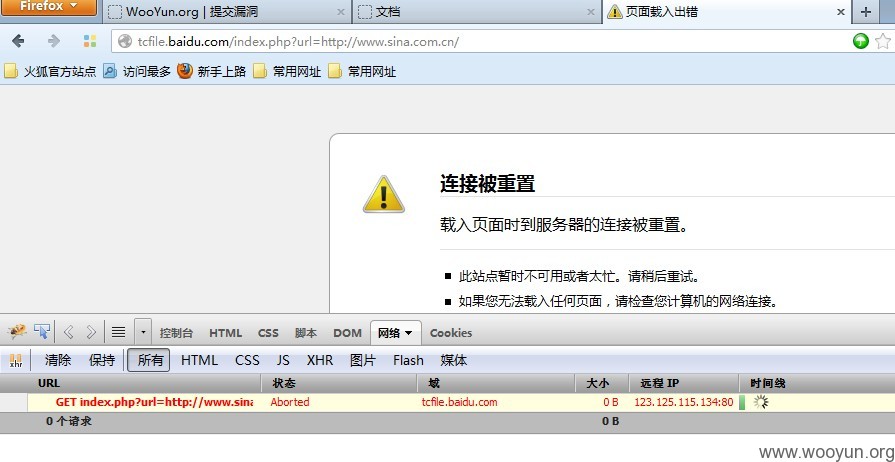 Firefox
WooYun.org | 提交漏洞
文档
页面载入出错
tcfile.baidu.com/index.php?url=http://www.sina.com.cn/
火狐官方站点 访问最多 新手上路 常用网址 常用网址
连接被重置
载入页面时到服务器的连接被重置。
此站点暂时不可用或者太忙。请稍后重试。
如果您无法载入任何页面，请检查您计算机的网络连接。
控制台 HTML CSS 脚本 DOM 网络 Cookies
xhr 清除 保持 所有 HTML CSS JS XHR 图片 Flash 媒体
URL 状态 域 大小 远程 IP 时间线
GET index.php?url=http://www.sina Aborted tcfile.baidu.com 0 B 123.125.115.134:80
0 个请求 0 B
www.wooyun.org